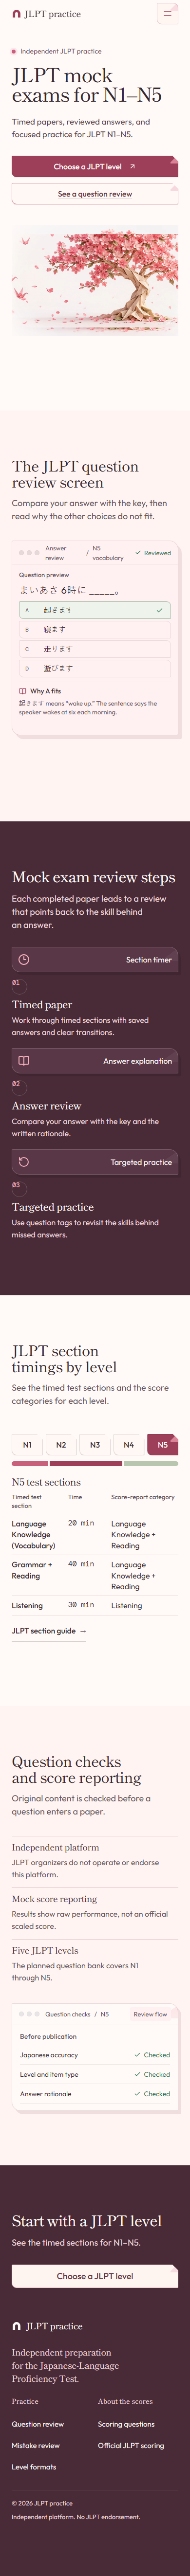 JLPT practice
Independent JLPT practice
JLPT mock
exams for N1–N5
Timed papers, reviewed answers, and
focused practice for JLPT N1–N5.
Choose a JLPT level
See a question review
The JLPT question
review screen
Compare your answer with the key, then
read why the other choices do not fit.
Answer review / N5 vocabulary Reviewed
Question preview
まいあさ 6時に _____。
A 起きます
B 寝ます
C 走ります
D 遊びます
Why A fits
起きます means “wake up.” The sentence says the
speaker wakes at six each morning.
Mock exam review steps
Each completed paper leads to a review
that points back to the skill behind
an answer.
Section timer
01
Timed paper
Work through timed sections with saved
answers and clear transitions.
Answer explanation
02
Answer review
Compare your answer with the key and the
written rationale.
Targeted practice
03
Targeted practice
Use question tags to revisit the skills behind
missed answers.
JLPT section
timings by level
See the timed test sections and the score
categories for each level.
N1 N2 N3 N4 N5
N5 test sections
Timed test section Time Score-report category
Language Knowledge (Vocabulary) 20 min Language Knowledge + Reading
Grammar + Reading 40 min Language Knowledge + Reading
Listening 30 min Listening
JLPT section guide →
Question checks
and score reporting
Original content is checked before a
question enters a paper.
Independent platform
JLPT organizers do not operate or endorse
this platform.
Mock score reporting
Results show raw performance, not an official
scaled score.
Five JLPT levels
The planned question bank covers N1
through N5.
Question checks / N5 Review flow
Before publication
Japanese accuracy Checked
Level and item type Checked
Answer rationale Checked
Start with a JLPT level
See the timed sections for N1–N5.
Choose a JLPT level
JLPT practice
Independent preparation
for the Japanese-Language
Proficiency Test.
Practice About the scores
Question review Scoring questions
Mistake review Official JLPT scoring
Level formats
© 2026 JLPT practice
Independent platform. No JLPT endorsement.